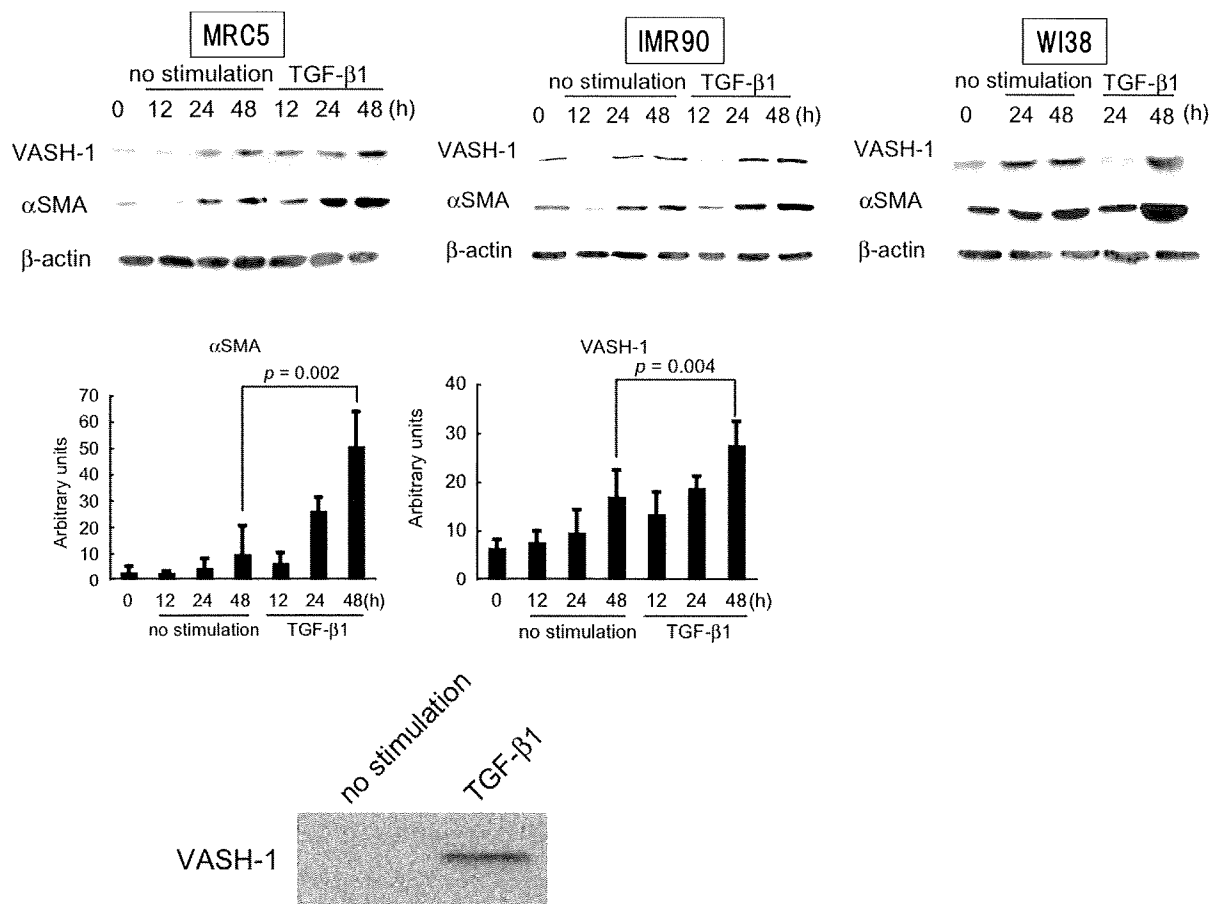 MRC5
no stimulation TGF-β1
0 12 24 48 12 24 48 (h)
VASH-1
αSMA
β-actin
IMR90
no stimulation TGF-β1
0 12 24 48 12 24 48 (h)
VASH-1
αSMA
β-actin
WI38
no stimulation TGF-β1
0 24 48 24 48 (h)
VASH-1
αSMA
β-actin
αSMA
p = 0.002
Arbitrary units
70
60
50
40
30
20
10
0
0 12 24 48 12 24 48(h)
no stimulation TGF-β1
VASH-1
p = 0.004
Arbitrary units
40
30
20
10
0
0 12 24 48 12 24 48(h)
no stimulation TGF-β1
no stimulation
TGF-β1
VASH-1